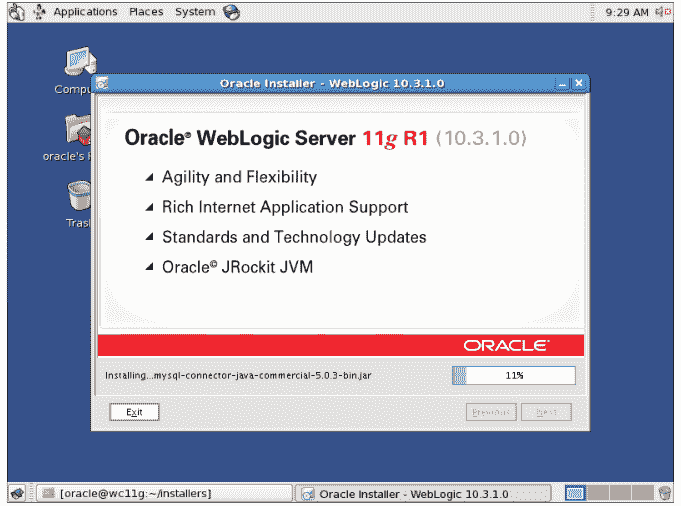 Applications Places System
9:29 AM
Compu
Oracle Installer - WebLogic 10.3.1.0
Oracle® WebLogic Server 11g R1 (10.3.1.0)
Agility and Flexibility
oracle's
Rich Internet Application Support
Trash
Standards and Technology Updates
Oracle© JRockit JVM
ORACLE
Installing...mysql-connector-java-commercial-5.0.3-bin.jar
11%
Exit
Previous
Next
[oracle@wc11g:~/installers]
Oracle Installer - WebLogic 10.3.1.0